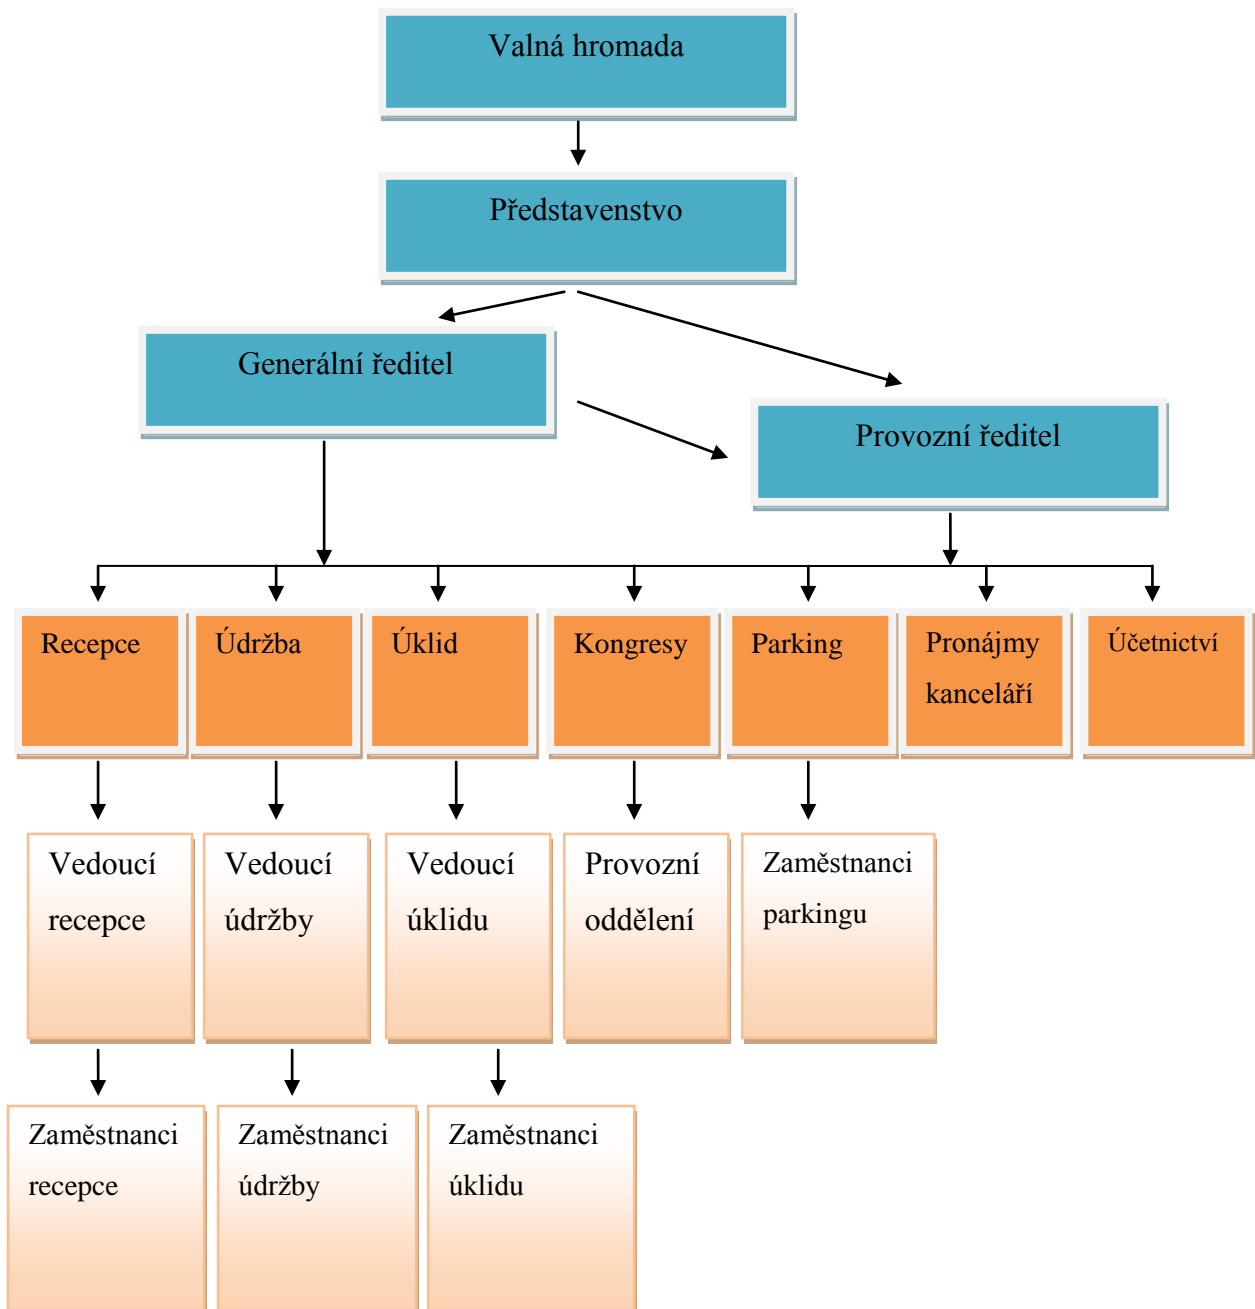 Valná hromada
Představenstvo
Generální ředitel
Provozní ředitel
Recepce
Údržba
Úklid
Kongresy
Parking
Pronájmy
kanceláří
Účetnictví
Vedoucí
recepce
Vedoucí
údržby
Vedoucí
úklidu
Provozní
oddělení
Zaměstnanci
parkingu
Zaměstnanci
recepce
Zaměstnanci
údržby
Zaměstnanci
úklidu